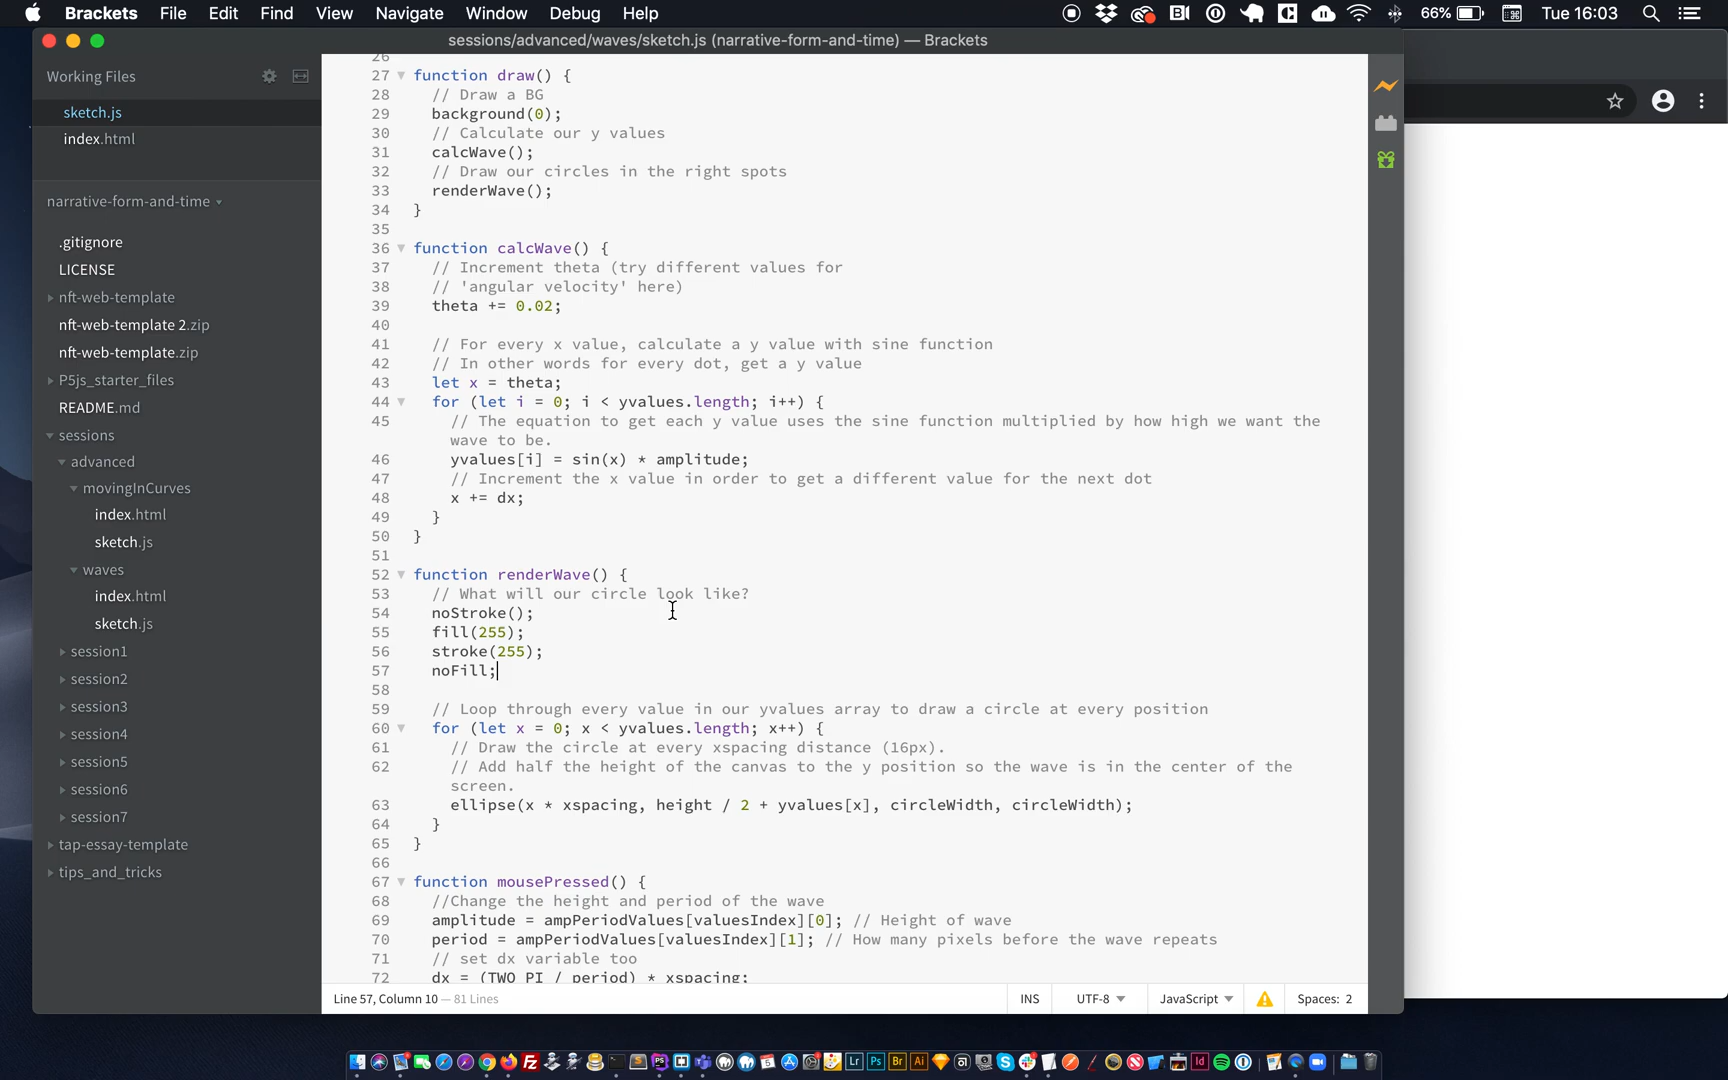 Brackets File Edit Find View Navigate Window Debug Help 66% Tue 16:03
sessions/advanced/waves/sketch.js (narrative-form-and-time) — Brackets
Working Files
sketch.js
index.html
narrative-form-and-time
.gitignore
LICENSE
nft-web-template
nft-web-template 2.zip
nft-web-template.zip
P5js_starter_files
README.md
sessions
advanced
movingInCurves
index.html
sketch.js
waves
index.html
sketch.js
session1
session2
session3
session4
session5
session6
session7
tap-essay-template
tips_and_tricks
26
27 function draw() {
28 // Draw a BG
29 background(0);
30 // Calculate our y values
31 calcWave();
32 // Draw our circles in the right spots
33 renderWave();
34 }
35
36 function calcWave() {
37 // Increment theta (try different values for
38 // 'angular velocity' here)
39 theta += 0.02;
40
41 // For every x value, calculate a y value with sine function
42 // In other words for every dot, get a y value
43 let x = theta;
44 for (let i = 0; i < yvalues.length; i++) {
45 // The equation to get each y value uses the sine function multiplied by how high we want the
wave to be.
46 yvalues[i] = sin(x) * amplitude;
47 // Increment the x value in order to get a different value for the next dot
48 x += dx;
49 }
50 }
51
52 function renderWave() {
53 // What will our circle look like?
54 noStroke();
55 fill(255);
56 stroke(255);
57 noFill;
58
59 // Loop through every value in our yvalues array to draw a circle at every position
60 for (let x = 0; x < yvalues.length; x++) {
61 // Draw the circle at every xspacing distance (16px).
62 // Add half the height of the canvas to the y position so the wave is in the center of the
screen.
63 ellipse(x * xspacing, height / 2 + yvalues[x], circleWidth, circleWidth);
64 }
65 }
66
67 function mousePressed() {
68 //Change the height and period of the wave
69 amplitude = ampPeriodValues[valuesIndex][0]; // Height of wave
70 period = ampPeriodValues[valuesIndex][1]; // How many pixels before the wave repeats
71 // set dx variable too
72 dx = (TWO_PI / period) * xspacing;
Line 57, Column 10 — 81 Lines INS UTF-8 JavaScript Spaces: 2